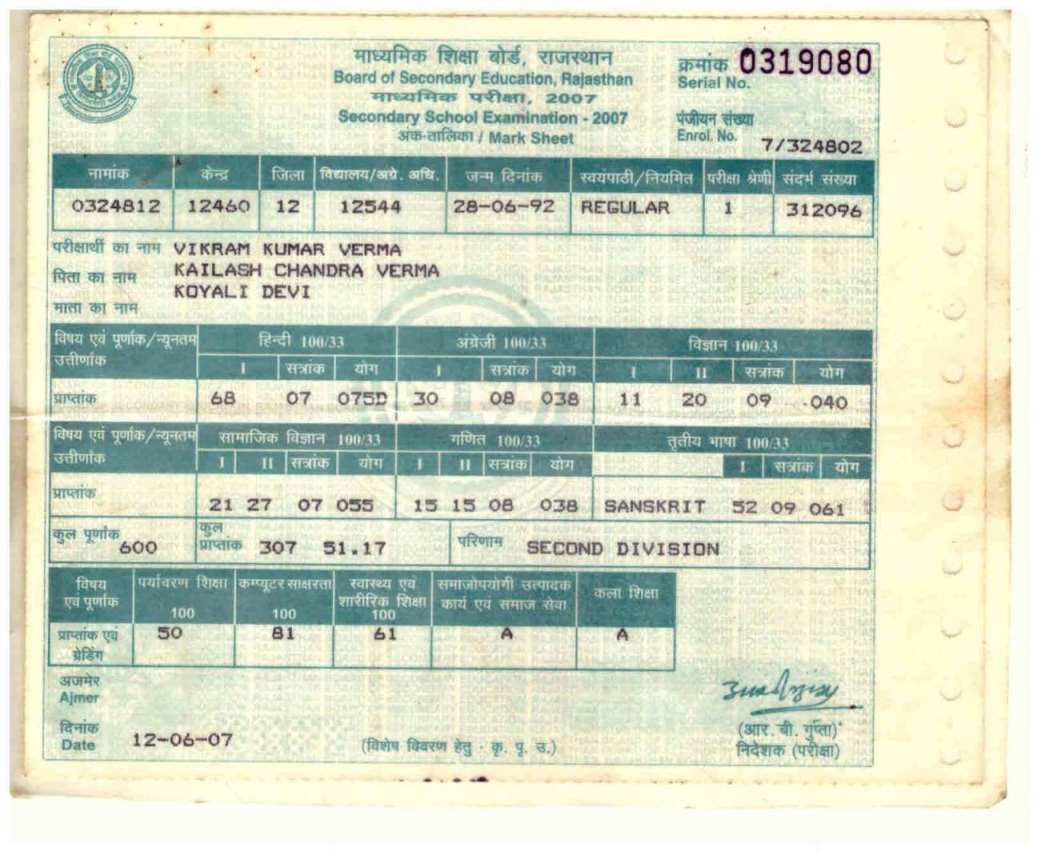 माध्यमिक शिक्षा बोर्ड, राजस्थान
Board of Secondary Education, Rajasthan
माध्यमिक परीक्षा, 2007
Secondary School Examination - 2007
अंक-तालिका / Mark Sheet
क्रमांक 0319080
Serial No.
पंजीयन संख्या
Enrol. No. 7/324802
नामांक केन्द्र जिला विद्यालय/अग्रे. अधि. जन्म दिनांक स्वयंपाठी/नियमित परीक्षा श्रेणी संदर्भ संख्या
0324812 12460 12 12544 28-06-92 REGULAR 1 312096
परीक्षार्थी का नाम VIKRAM KUMAR VERMA
पिता का नाम KAILASH CHANDRA VERMA
माता का नाम KOYALI DEVI
विषय एवं पूर्णांक/न्यूनतम हिन्दी 100/33 अंग्रेजी 100/33 विज्ञान 100/33
उत्तीर्णांक I सत्रांक योग I सत्रांक योग I II सत्रांक योग
प्राप्तांक 68 07 075D 30 08 038 11 20 09 040
विषय एवं पूर्णांक/न्यूनतम सामाजिक विज्ञान 100/33 गणित 100/33 तृतीय भाषा 100/33
उत्तीर्णांक I II सत्रांक योग I II सत्रांक योग I सत्रांक योग
प्राप्तांक 21 27 07 055 15 15 08 038 SANSKRIT 52 09 061
कुल पूर्णांक 600 कुल प्राप्तांक 307 51.17 परिणाम SECOND DIVISION
विषय एवं पूर्णांक पर्यावरण शिक्षा 100 कम्प्यूटर साक्षरता 100 स्वास्थ्य एवं शारीरिक शिक्षा 100 समाजोपयोगी उत्पादक कार्य एवं समाज सेवा कला शिक्षा
प्राप्तांक एवं ग्रेडिंग 50 81 61 A A
अजमेर
Ajmer
दिनांक
Date 12-06-07
(विशेष विवरण हेतु - कृ. पृ. उ.)
(आर. बी. गुप्ता)
निदेशक (परीक्षा)